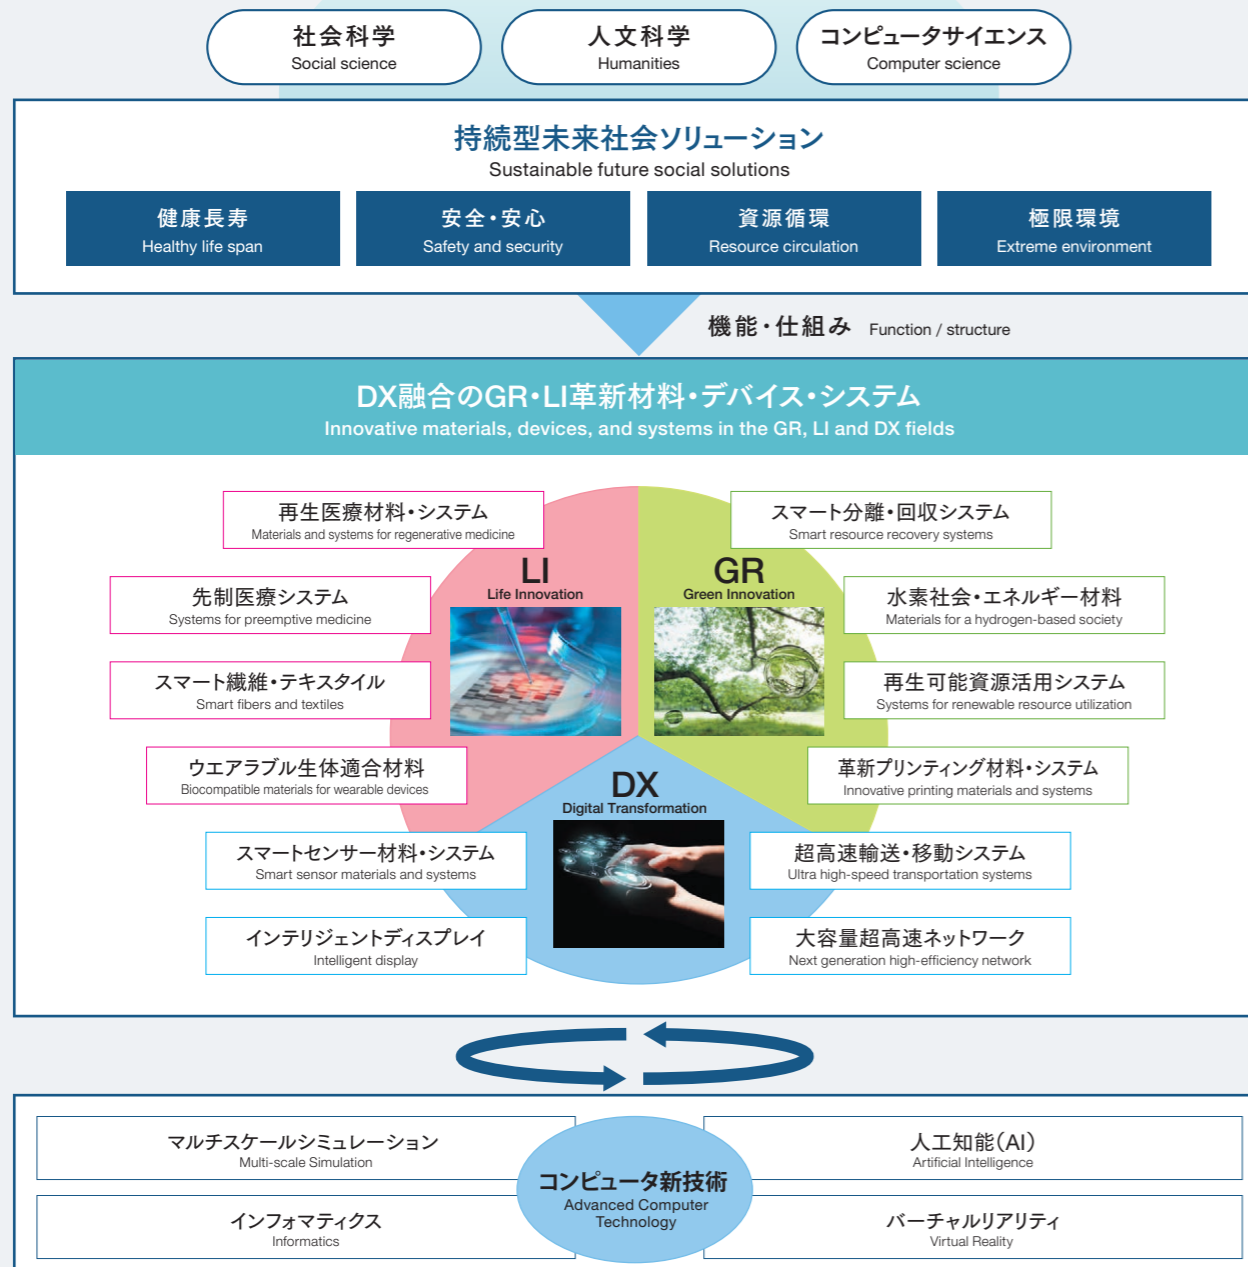 社会科学
Social science
人文科学
Humanities
コンピュータサイエンス
Computer science
持続型未来社会ソリューション
Sustainable future social solutions
健康長寿
Healthy life span
安全・安心
Safety and security
資源循環
Resource circulation
極限環境
Extreme environment
機能・仕組み Function / structure
DX融合のGR・LI革新材料・デバイス・システム
Innovative materials, devices, and systems in the GR, LI and DX fields
再生医療材料・システム
Materials and systems for regenerative medicine
先制医療システム
Systems for preemptive medicine
スマート繊維・テキスタイル
Smart fibers and textiles
ウエアラブル生体適合材料
Biocompatible materials for wearable devices
LI
Life Innovation
GR
Green Innovation
スマート分離・回収システム
Smart resource recovery systems
水素社会・エネルギー材料
Materials for a hydrogen-based society
再生可能資源活用システム
Systems for renewable resource utilization
革新プリンティング材料・システム
Innovative printing materials and systems
DX
Digital Transformation
スマートセンサー材料・システム
Smart sensor materials and systems
インテリジェントディスプレイ
Intelligent display
超高速輸送・移動システム
Ultra high-speed transportation systems
大容量超高速ネットワーク
Next generation high-efficiency network
マルチスケールシミュレーション
Multi-scale Simulation
インフォマティクス
Informatics
コンピュータ新技術
Advanced Computer
Technology
人工知能(AI)
Artificial Intelligence
バーチャルリアリティ
Virtual Reality